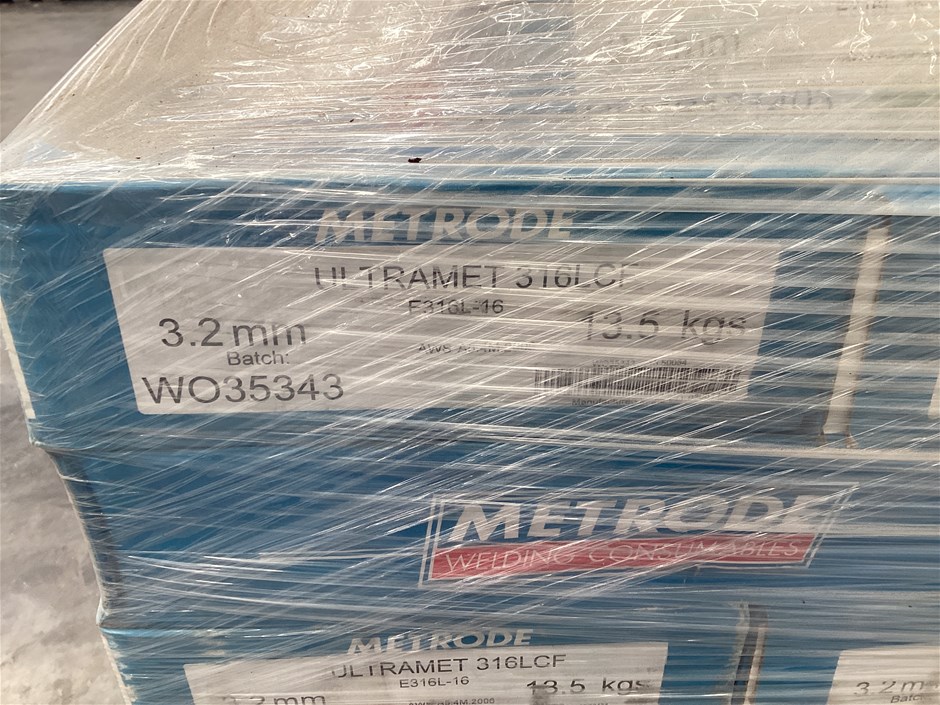 METRODE
ULTRAMET 316LCF
E316L-16
3.2 mm
13.5 kgs
Batch:
WO35343
METRODE
WELDING CONSUMABLES
METRODE
ULTRAMET 316LCF
E316L-16
13.5 kgs
3.2 m
Batc